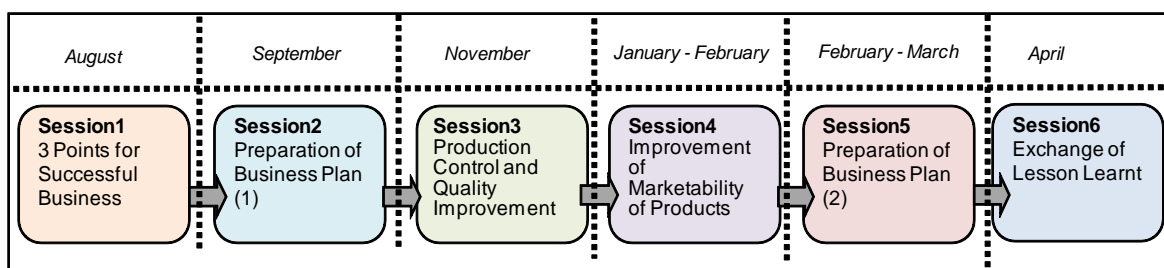 August
September
November
January - February
February - March
April
Session1
3 Points for
Successful
Business
Session2
Preparation of
Business Plan
(1)
Session3
Production
Control and
Quality
Improvement
Session4
Improvement
of
Marketability
of Products
Session5
Preparation of
Business Plan
(2)
Session6
Exchange of
Lesson Learnt